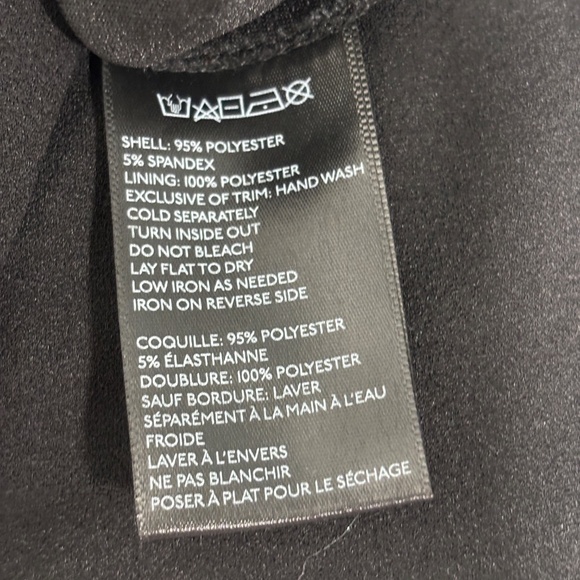 SHELL: 95% POLYESTER
5% SPANDEX
LINING: 100% POLYESTER
EXCLUSIVE OF TRIM: HAND WASH
COLD SEPARATELY
TURN INSIDE OUT
DO NOT BLEACH
LAY FLAT TO DRY
LOW IRON AS NEEDED
IRON ON REVERSE SIDE
COQUILLE: 95% POLYESTER
5% ÉLASTHANNE
DOUBLURE: 100% POLYESTER
SAUF BORDURE: LAVER
SÉPARÉMENT À LA MAIN À L'EAU
FROIDE
LAVER À L'ENVERS
NE PAS BLANCHIR
POSER À PLAT POUR LE SÉCHAGE